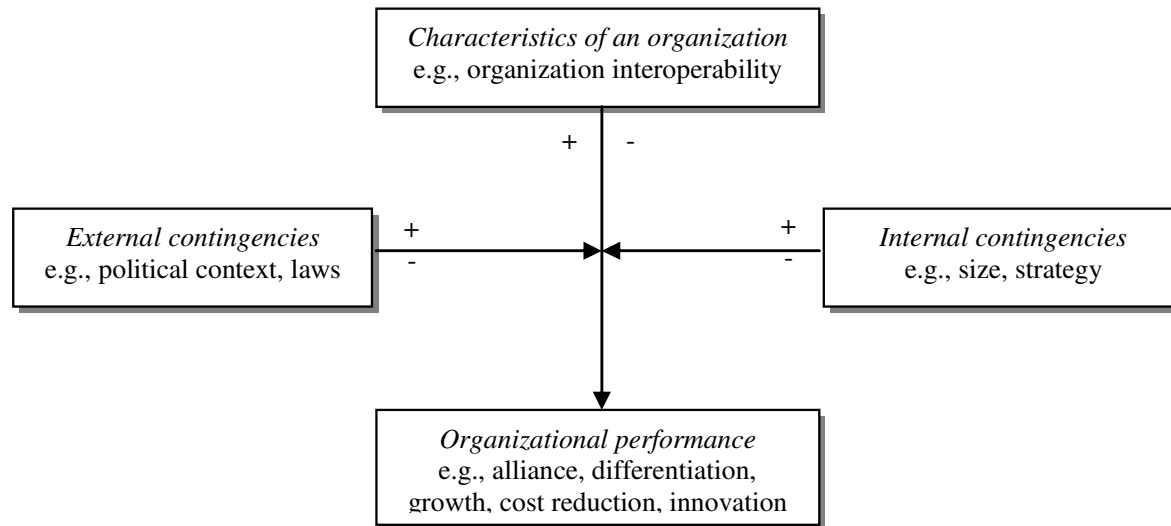 Characteristics of an organization
e.g., organization interoperability
+ -
External contingencies
e.g., political context, laws
+
-
+
-
Internal contingencies
e.g., size, strategy
Organizational performance
e.g., alliance, differentiation,
growth, cost reduction, innovation